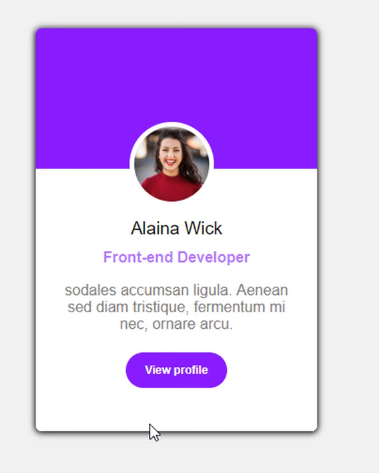 Alaina Wick
Front-end Developer
sodales accumsan ligula. Aenean
sed diam tristique, fermentum mi
nec, ornare arcu.
View profile